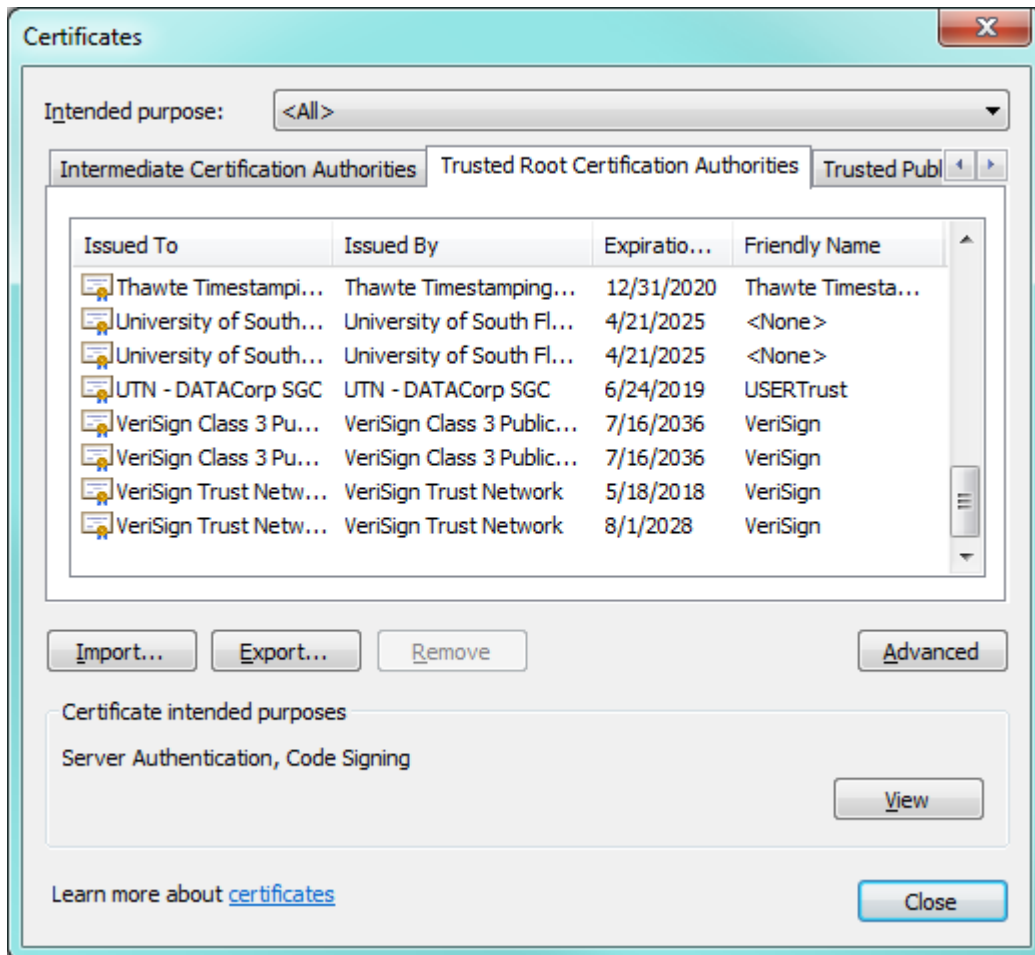 Certificates
Intended purpose: <All>
Intermediate Certification Authorities Trusted Root Certification Authorities Trusted Publ
Issued To Issued By Expiratio... Friendly Name
Thawte Timestampi... Thawte Timestamping... 12/31/2020 Thawte Timesta...
University of South... University of South Fl... 4/21/2025 <None>
University of South... University of South Fl... 4/21/2025 <None>
UTN - DATACorp SGC UTN - DATACorp SGC 6/24/2019 USERTrust
VeriSign Class 3 Pu... VeriSign Class 3 Public... 7/16/2036 VeriSign
VeriSign Class 3 Pu... VeriSign Class 3 Public... 7/16/2036 VeriSign
VeriSign Trust Netw... VeriSign Trust Network 5/18/2018 VeriSign
VeriSign Trust Netw... VeriSign Trust Network 8/1/2028 VeriSign
Import... Export... Remove Advanced
Certificate intended purposes
Server Authentication, Code Signing
View
Learn more about certificates
Close